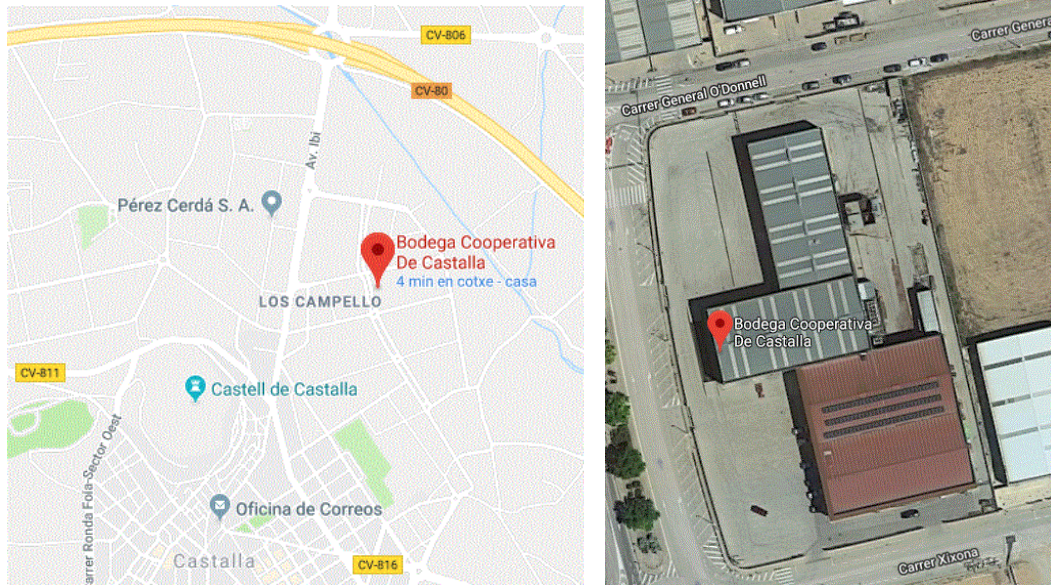 CV-806
CV-80
Av. Ibi
Pérez Cerdá S. A.
Bodega Cooperativa
De Castalla
4 min en cotxe - casa
LOS CAMPELLO
CV-811
Castell de Castalla
Carrer Ronda Fola-Sector Oest
Oficina de Correos
Castalla
CV-816
Carrer Genera
Carrer General O'Donnell
Bodega Cooperativa
De Castalla
Carrer Xixona